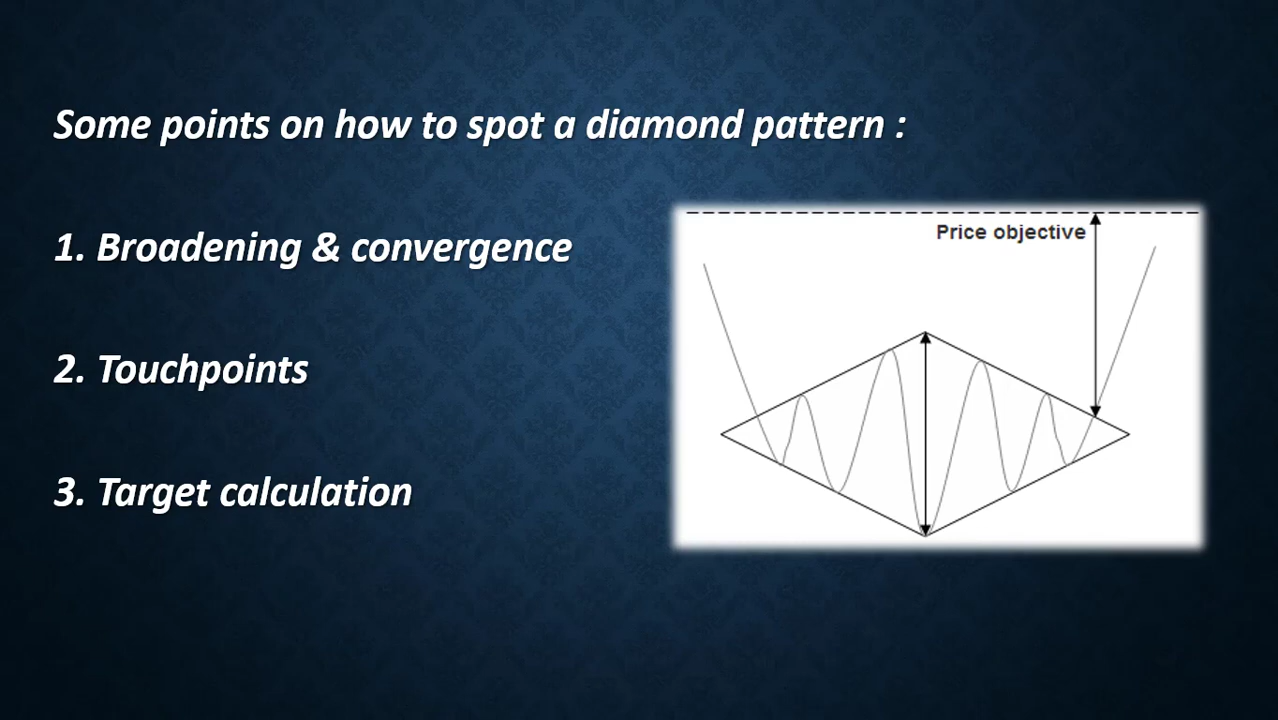 Some points on how to spot a diamond pattern :
1. Broadening & convergence
2. Touchpoints
3. Target calculation
Price objective